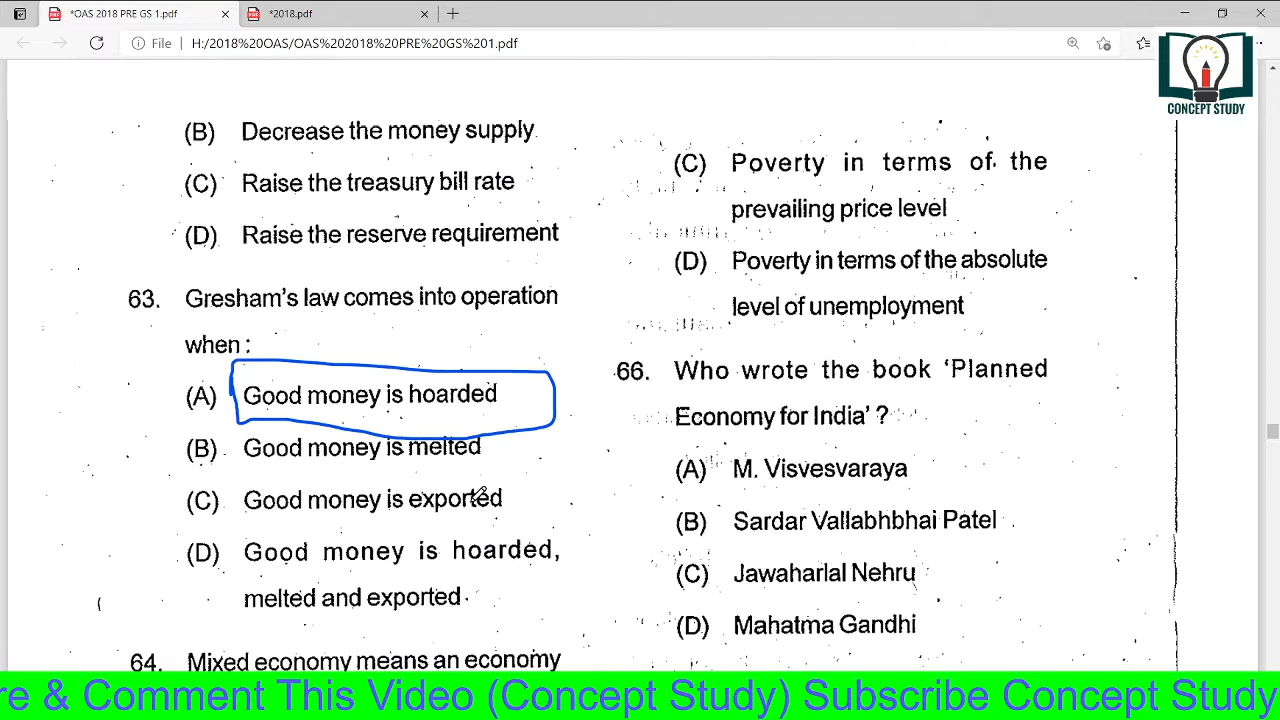 *OAS 2018 PRE GS 1.pdf
*2018.pdf
File
H:/2018%20OAS/OAS%202018%20PRE%20GS%201.pdf
CONCEPT STUDY
(B) Decrease the money supply
(C) Raise the treasury bill rate
(D) Raise the reserve requirement
63. Gresham's law comes into operation
when :
(A) Good money is hoarded
(B) Good money is melted
(C) Good money is exported
(D) Good money is hoarded,
melted and exported
64. Mixed economy means an economy
(C) Poverty in terms of the
prevailing price level
(D) Poverty in terms of the absolute
level of unemployment
66. Who wrote the book 'Planned
Economy for India' ?
(A) M. Visvesvaraya
(B) Sardar Vallabhbhai Patel
(C) Jawaharlal Nehru
(D) Mahatma Gandhi
re & Comment This Video (Concept Study) Subscribe Concept Study